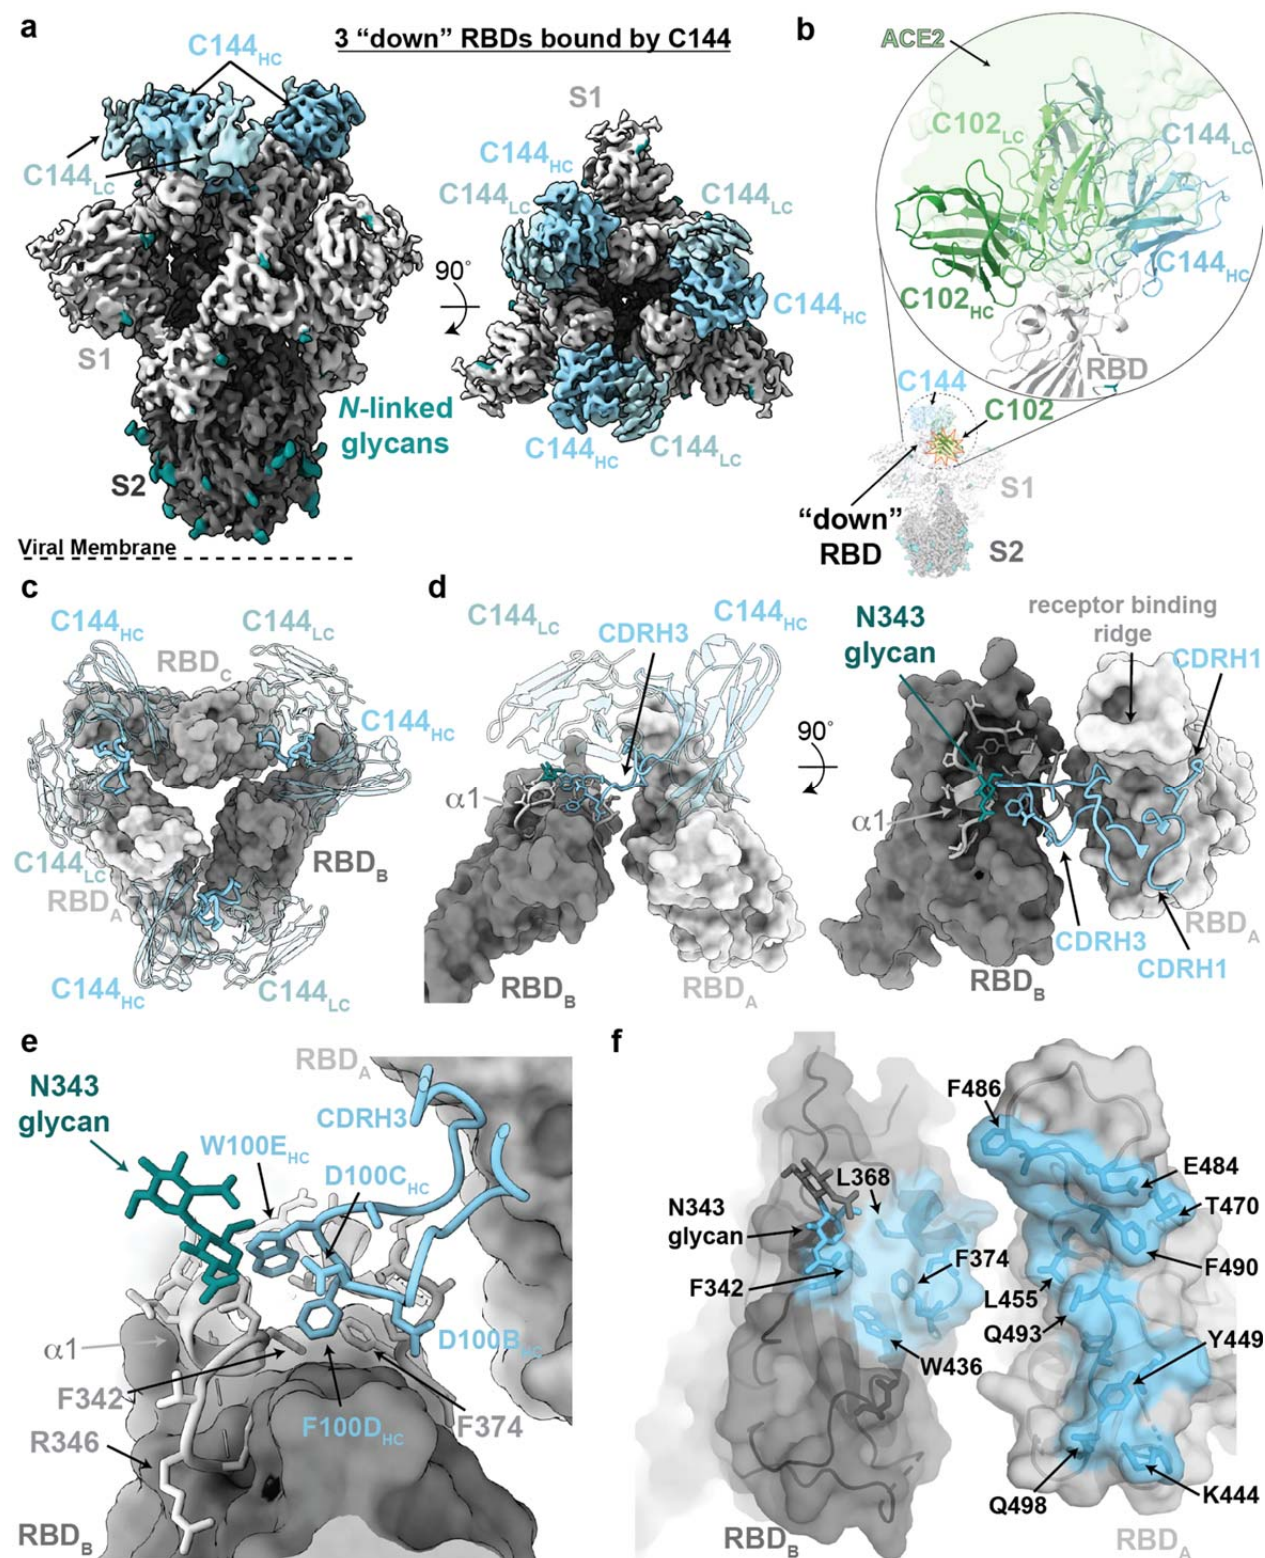 a
C144HC
3 “down” RBDs bound by C144
S1
C144HC
C144LC
C144LC
C144LC
90°
C144HC
S1
N-linked
glycans
C144HC
C144LC
S2
Viral Membrane
b
ACE2
C102LC
C144LC
C144HC
C102HC
RBD
C144
C102
S1
“down”
RBD
S2
c
C144HC
C144LC
RBDC
C144HC
RBDB
C144LC
RBDA
C144HC
C144LC
d
C144LC
CDRH3
C144HC
α1
RBDB
RBDA
90°
N343
glycan
receptor binding
ridge
CDRH1
α1
CDRH3
CDRH1
RBDA
RBDB
e
RBDA
N343
glycan
CDRH3
W100EHC
D100CHC
α1
D100BHC
F342
F100DHC
F374
R346
RBDB
f
F486
L368
E484
N343
glycan
T470
F374
F490
F342
L455
Q493
Y449
W436
Q498
K444
RBDB
RBDA